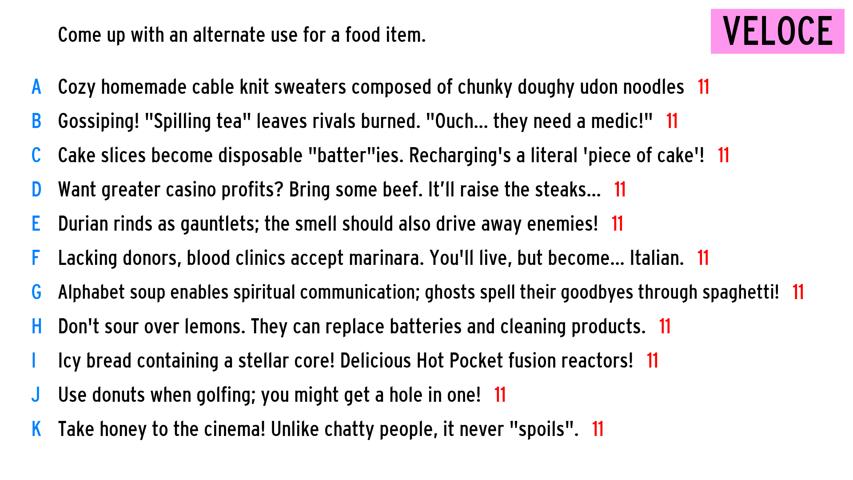 Come up with an alternate use for a food item.
VELOCE
A Cozy homemade cable knit sweaters composed of chunky doughy udon noodles 11
B Gossiping! "Spilling tea" leaves rivals burned. "Ouch... they need a medic!" 11
C Cake slices become disposable "batter"ies. Recharging's a literal 'piece of cake'! 11
D Want greater casino profits? Bring some beef. It’ll raise the steaks... 11
E Durian rinds as gauntlets; the smell should also drive away enemies! 11
F Lacking donors, blood clinics accept marinara. You'll live, but become... Italian. 11
G Alphabet soup enables spiritual communication; ghosts spell their goodbyes through spaghetti! 11
H Don't sour over lemons. They can replace batteries and cleaning products. 11
I Icy bread containing a stellar core! Delicious Hot Pocket fusion reactors! 11
J Use donuts when golfing; you might get a hole in one! 11
K Take honey to the cinema! Unlike chatty people, it never "spoils". 11